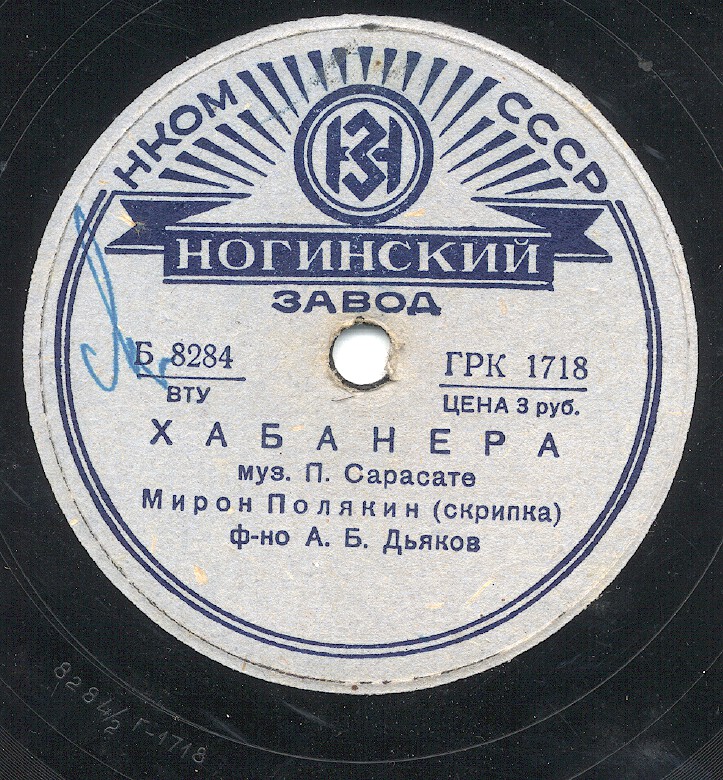 НКОМ СССР
НЗ
НОГИНСКИЙ
ЗАВОД
Б 8284
ВТУ
ГРК 1718
ЦЕНА 3 руб.
ХАБАНЕРА
муз. П. Сарасате
Мирон Полякин (скрипка)
ф-но А. Б. Дьяков
8284/2 Г-1718